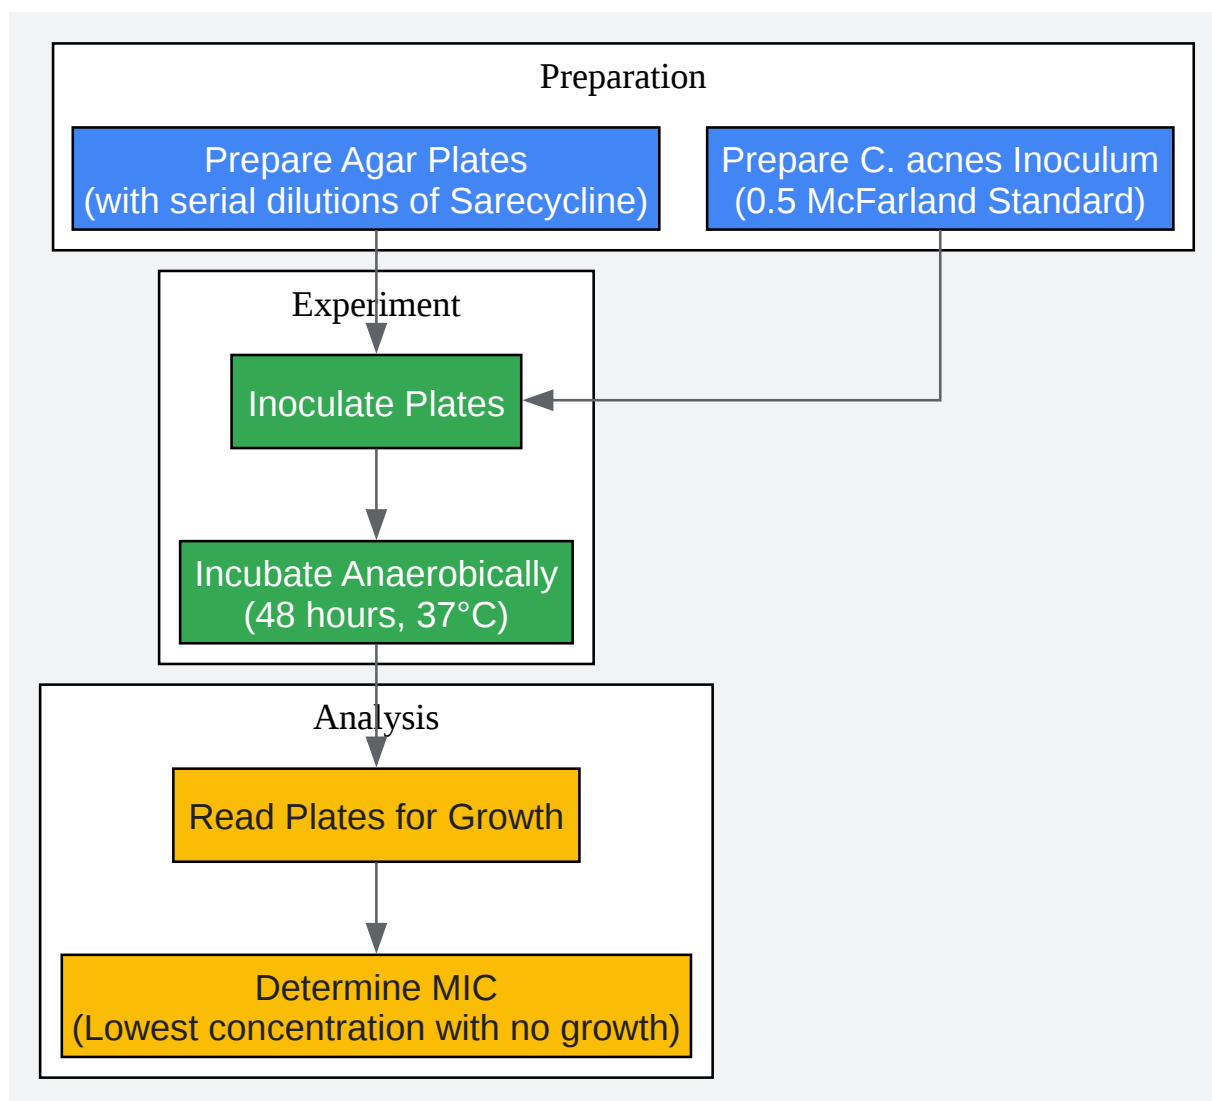 Preparation
Prepare Agar Plates
(with serial dilutions of Sarecycline)
Prepare C. acnes Inoculum
(0.5 McFarland Standard)
Experiment
Inoculate Plates
Incubate Anaerobically
(48 hours, 37°C)
Analysis
Read Plates for Growth
Determine MIC
(Lowest concentration with no growth)